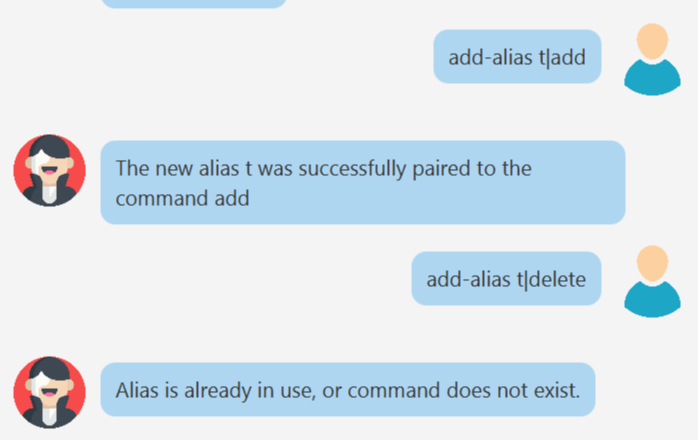 add-alias t|add
The new alias t was successfully paired to the
command add
add-alias t|delete
Alias is already in use, or command does not exist.